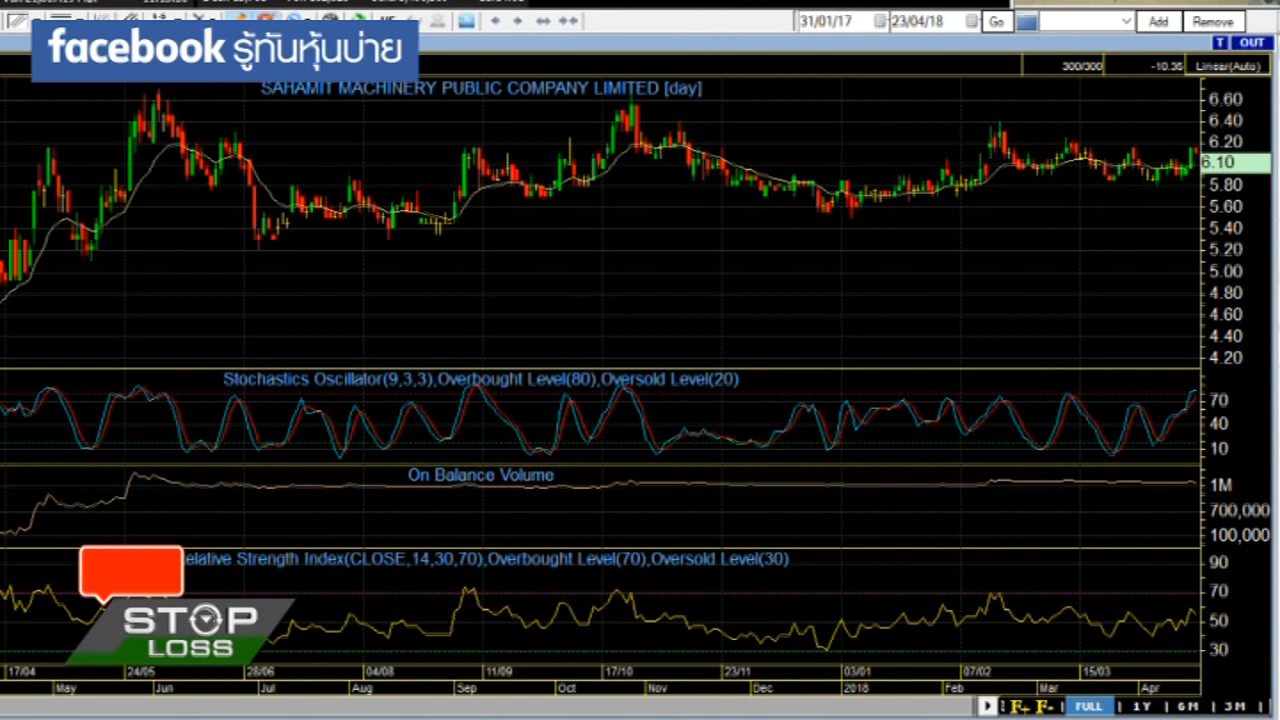 31/01/17 23/04/18 Go Add Remove
facebook รู้ทันหุ้นบ่าย
T OUT
300/300 -10.35 Linear(Auto)
SAHAMIT MACHINERY PUBLIC COMPANY LIMITED [day]
6.60
6.40
6.20
6.10
5.80
5.60
5.40
5.20
5.00
4.80
4.60
4.40
4.20
Stochastics Oscillator(9,3,3),Overbought Level(80),Oversold Level(20)
70
40
10
On Balance Volume
1M
700,000
100,000
elative Strength Index(CLOSE,14,30,70),Overbought Level(70),Oversold Level(30)
90
70
50
30
STOP
LOSS
17/04 24/05 28/06 04/08 11/09 17/10 23/11 03/01 07/02 15/03
May Jun Jul Aug Sep Oct Nov Dec 2018 Feb Mar Apr
F+ F- FULL 1Y 6M 3M